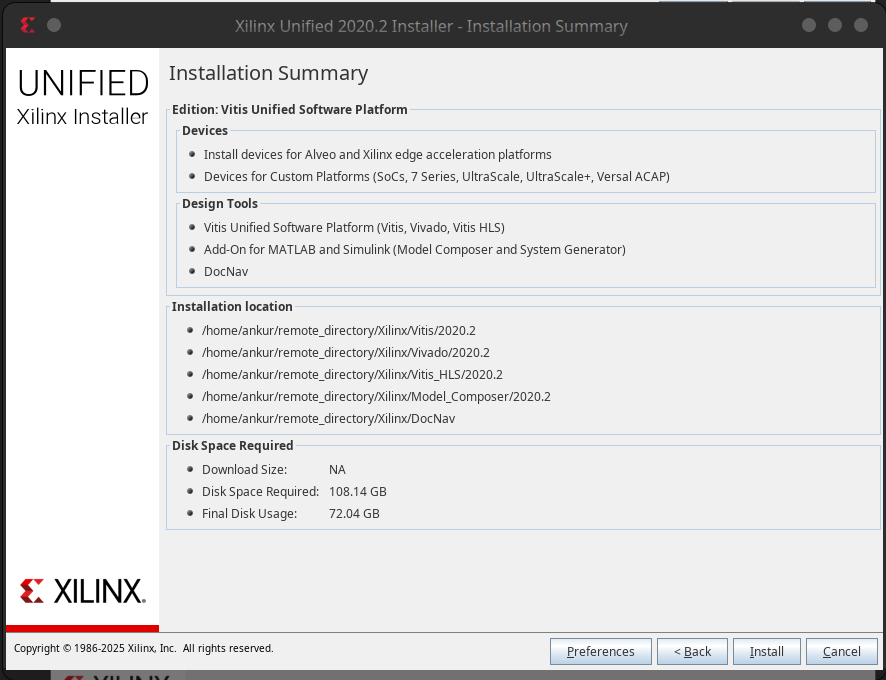 Xilinx Unified 2020.2 Installer - Installation Summary
UNIFIED
Xilinx Installer
Installation Summary
Edition: Vitis Unified Software Platform
Devices
Install devices for Alveo and Xilinx edge acceleration platforms
Devices for Custom Platforms (SoCs, 7 Series, UltraScale, UltraScale+, Versal ACAP)
Design Tools
Vitis Unified Software Platform (Vitis, Vivado, Vitis HLS)
Add-On for MATLAB and Simulink (Model Composer and System Generator)
DocNav
Installation location
/home/ankur/remote_directory/Xilinx/Vitis/2020.2
/home/ankur/remote_directory/Xilinx/Vivado/2020.2
/home/ankur/remote_directory/Xilinx/Vitis_HLS/2020.2
/home/ankur/remote_directory/Xilinx/Model_Composer/2020.2
/home/ankur/remote_directory/Xilinx/DocNav
Disk Space Required
Download Size: NA
Disk Space Required: 108.14 GB
Final Disk Usage: 72.04 GB
XILINX.
Copyright © 1986-2025 Xilinx, Inc. All rights reserved.
Preferences
< Back
Install
Cancel
XILINX